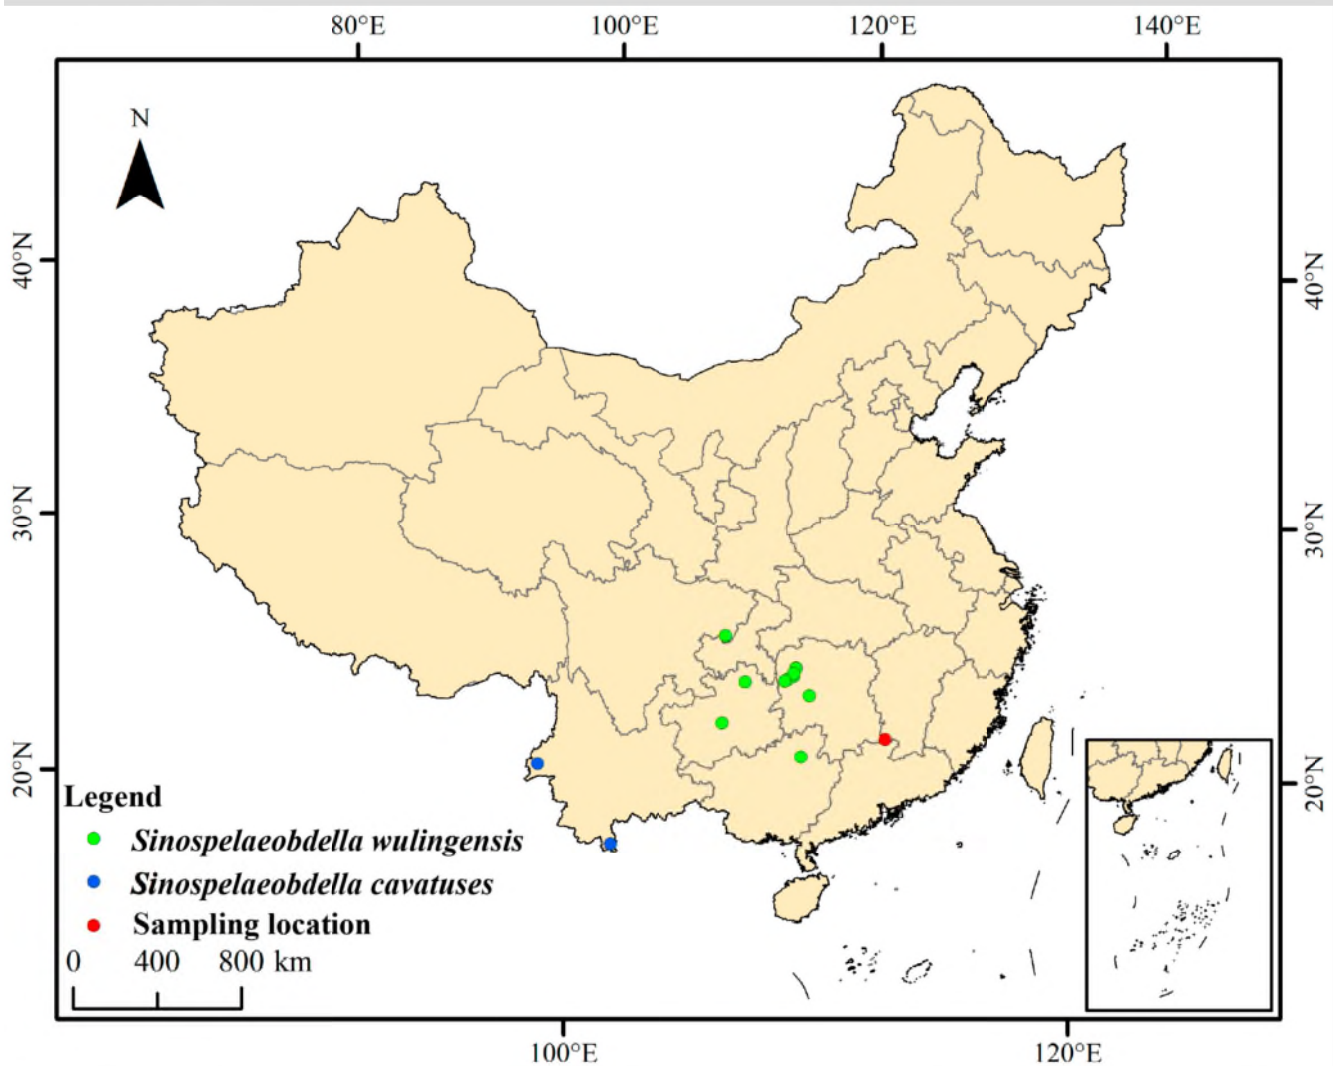 80°E 100°E 120°E 140°E
N
40°N 40°N
30°N 30°N
20°N 20°N
Legend
Sinospelaeobdella wulingensis
Sinospelaeobdella cavatuses
Sampling location
0 400 800 km
100°E 120°E